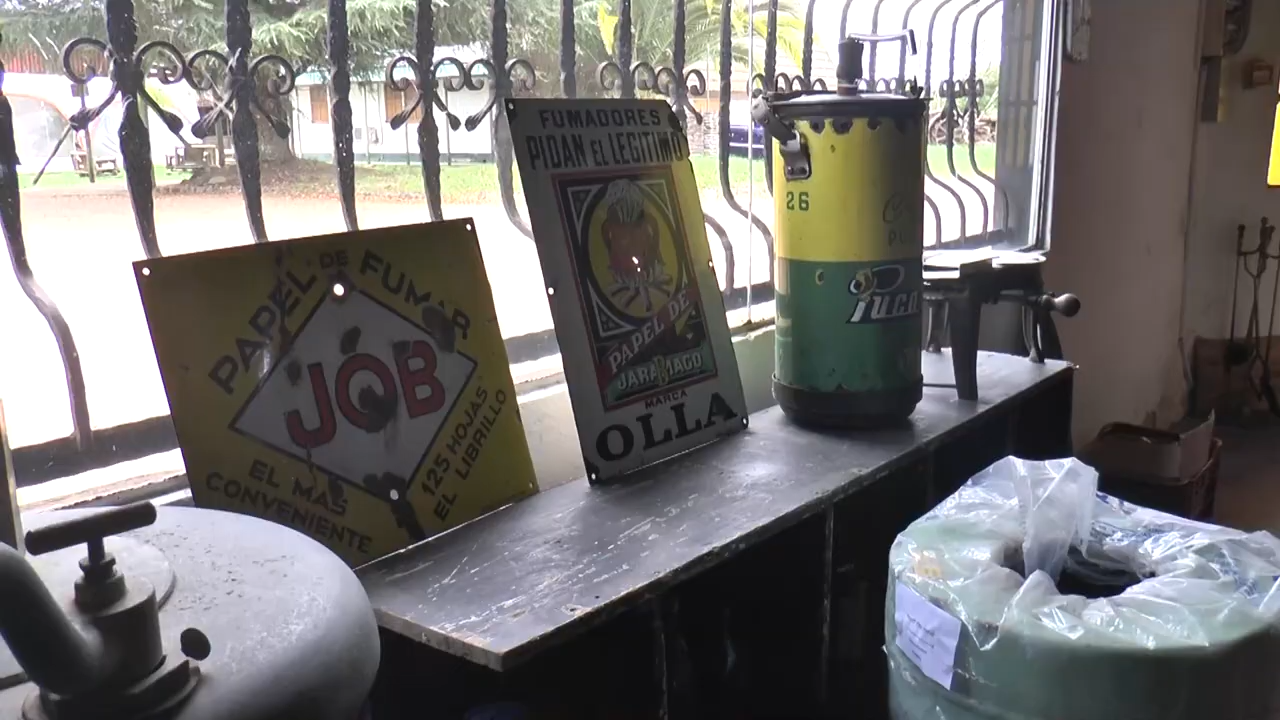 PAPEL DE FUMAR
JOB
125 HOJAS
EL LIBRILLO
EL MAS
CONVENIENTE
FUMADORES
PIDAN EL LEGITIMO
PAPEL DE
JARAMAGO
MARCA
OLLA
26